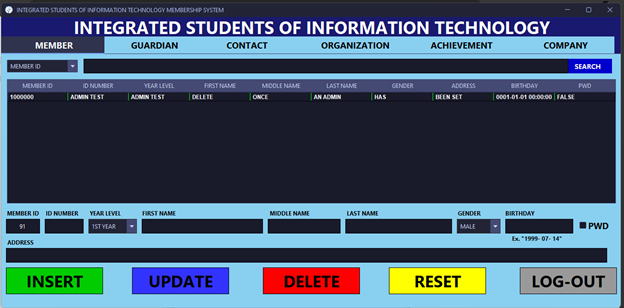 INTEGRATED STUDENTS OF INFORMATION TECHNOLOGY MEMBERSHIP SYSTEM
INTEGRATED STUDENTS OF INFORMATION TECHNOLOGY
MEMBER GUARDIAN CONTACT ORGANIZATION ACHIEVEMENT COMPANY
MEMBER ID SEARCH
MEMBER ID ID NUMBER YEAR LEVEL FIRST NAME MIDDLE NAME LAST NAME GENDER ADDRESS BIRTHDAY PWD
1000000 ADMIN TEST ADMIN TEST DELETE ONCE AN ADMIN HAS BEEN SET 0001-01-01 00:00:00 FALSE
MEMBER ID ID NUMBER YEAR LEVEL FIRST NAME MIDDLE NAME LAST NAME GENDER BIRTHDAY
91 1ST YEAR MALE PWD
Ex. "1999- 07- 14"
ADDRESS
INSERT UPDATE DELETE RESET LOG-OUT